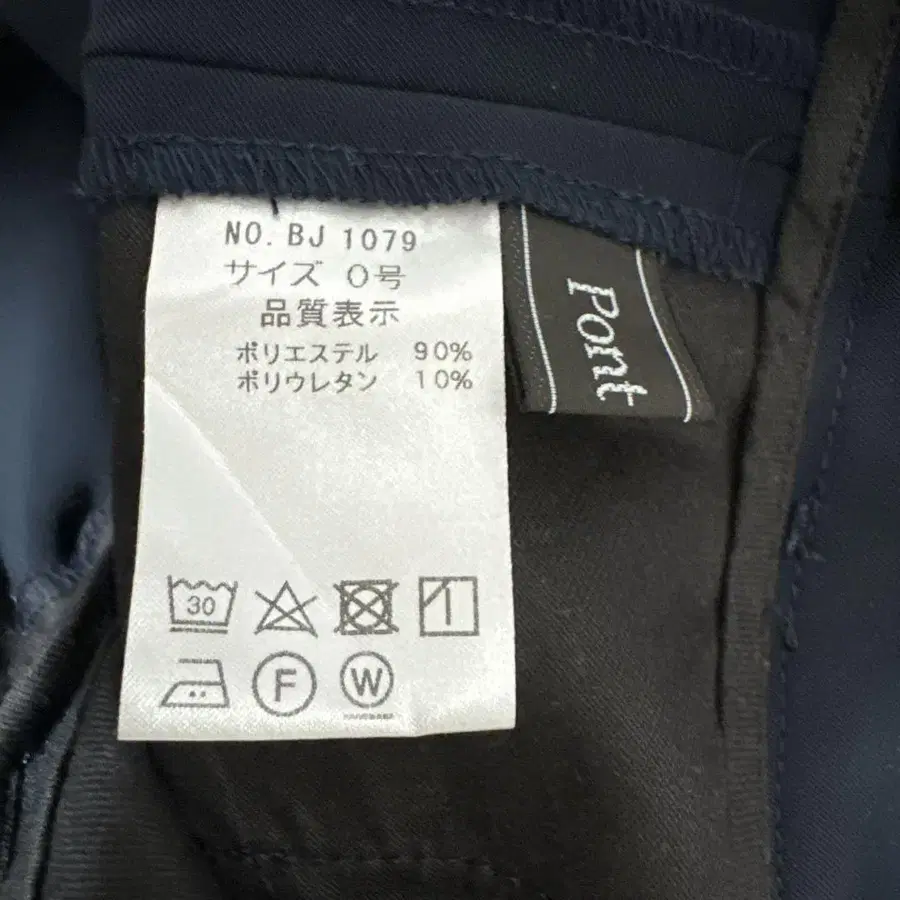 NO. BJ 1079
サイズ 0号
品質表示
ポリエステル 90%
ポリウレタン 10%
30
F
W
Pont